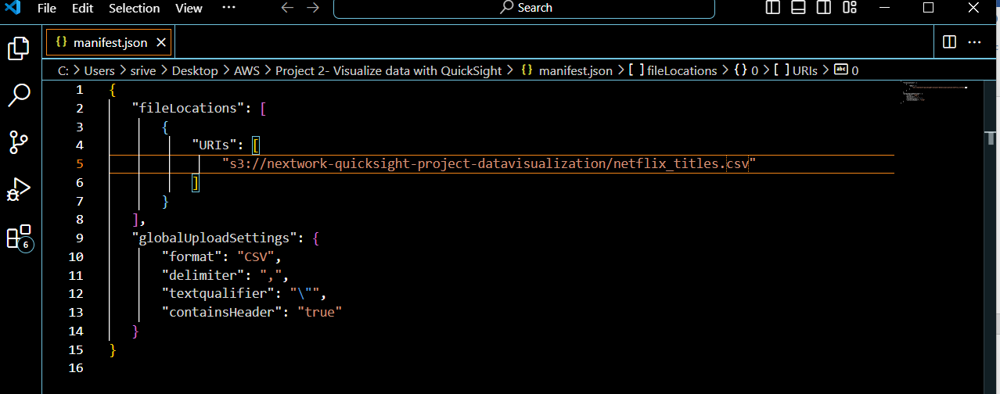 File Edit Selection View ··· Search
manifest.json
C: > Users > srive > Desktop > AWS > Project 2- Visualize data with QuickSight > {} manifest.json > [ ] fileLocations > {} 0 > [ ] URIs > abc 0
1 {
2 "fileLocations": [
3 {
4 "URIs": [
5 "s3://nextwork-quicksight-project-datavisualization/netflix_titles.csv"
6 ]
7 }
8 ],
9 "globalUploadSettings": {
10 "format": "CSV",
11 "delimiter": ",",
12 "textqualifier": "\"",
13 "containsHeader": "true"
14 }
15 }
16
6